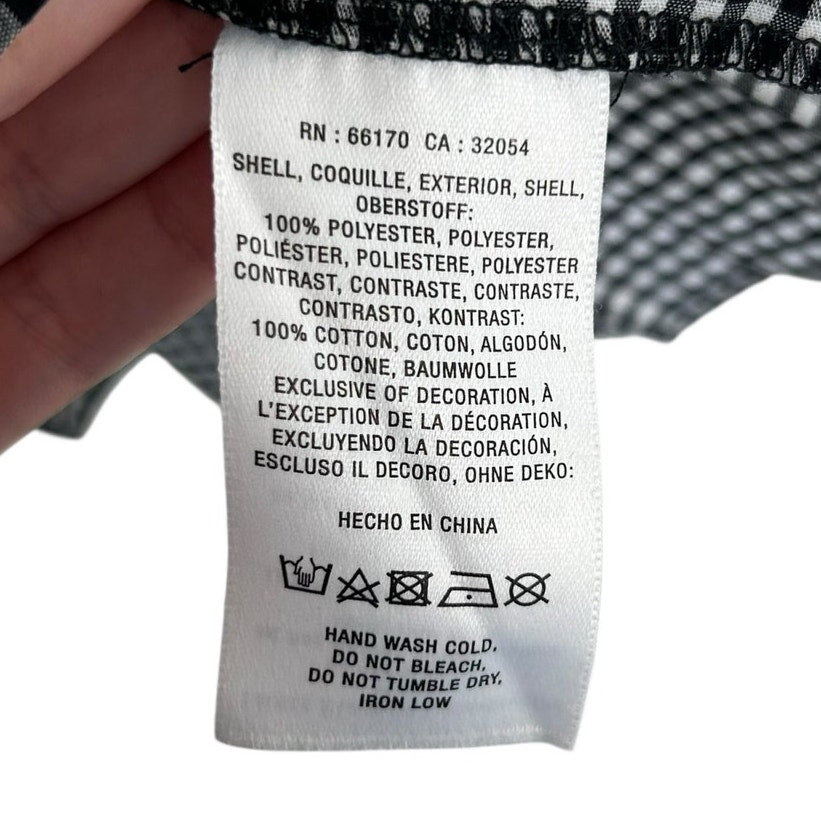 RN : 66170 CA : 32054
SHELL, COQUILLE, EXTERIOR, SHELL,
OBERSTOFF:
100% POLYESTER, POLYESTER,
POLIÉSTER, POLIESTERE, POLYESTER
CONTRAST, CONTRASTE, CONTRASTE,
CONTRASTO, KONTRAST:
100% COTTON, COTON, ALGODÓN,
COTONE, BAUMWOLLE
EXCLUSIVE OF DECORATION, À
L'EXCEPTION DE LA DÉCORATION,
EXCLUYENDO LA DECORACIÓN,
ESCLUSO IL DECORO, OHNE DEKO:
HECHO EN CHINA
HAND WASH COLD.
DO NOT BLEACH.
DO NOT TUMBLE DRY.
IRON LOW